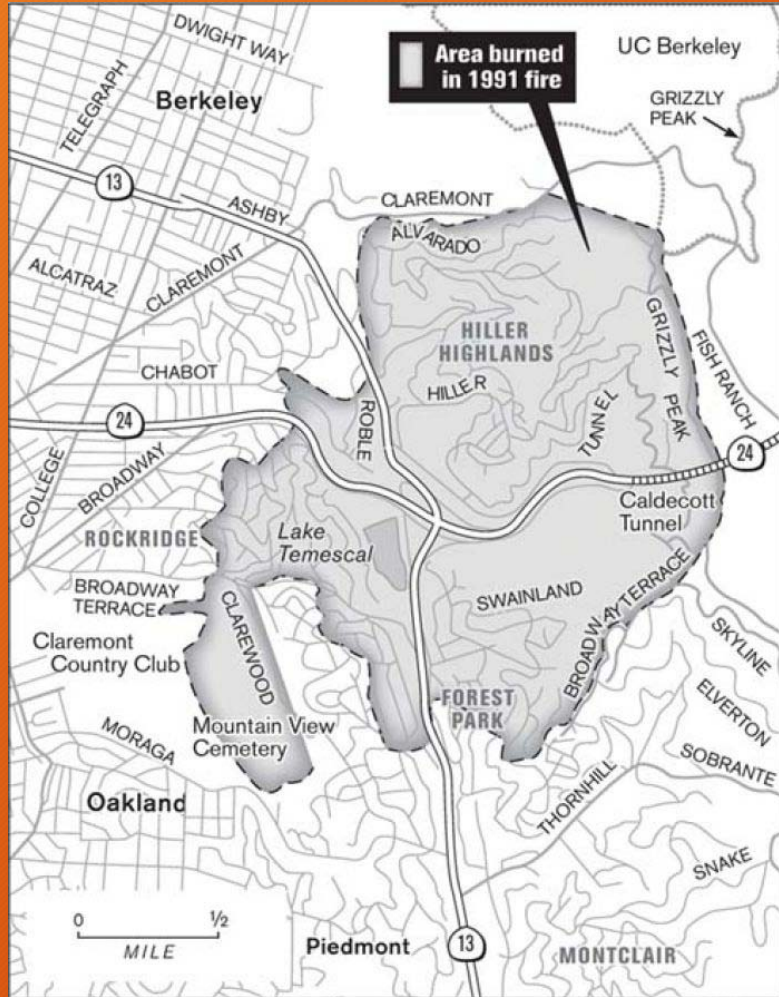 DWIGHT WAY
Area burned
in 1991 fire
UC Berkeley
Berkeley
TELEGRAPH
GRIZZLY
PEAK
13
ASHBY
CLAREMONT
ALVARADO
ALCATRAZ
CLAREMONT
HILLER
HIGHLANDS
GRIZZLY PEAK
FISH RANCH
CHABOT
HILLER
ROBLE
TUNNEL
24
24
COLLEGE
BROADWAY
Caldecott
Tunnel
ROCKRIDGE
Lake
Temescal
BROADWAY
TERRACE
SWAINLAND
BROADWAY TERRACE
CLAREWOOD
Claremont
Country Club
SKYLINE
FOREST
PARK
ELVERTON
MORAGA
Mountain View
Cemetery
SOBRANTE
Oakland
THORNHILL
SNAKE
0 1/2
MILE
Piedmont
13
MONTCLAIR